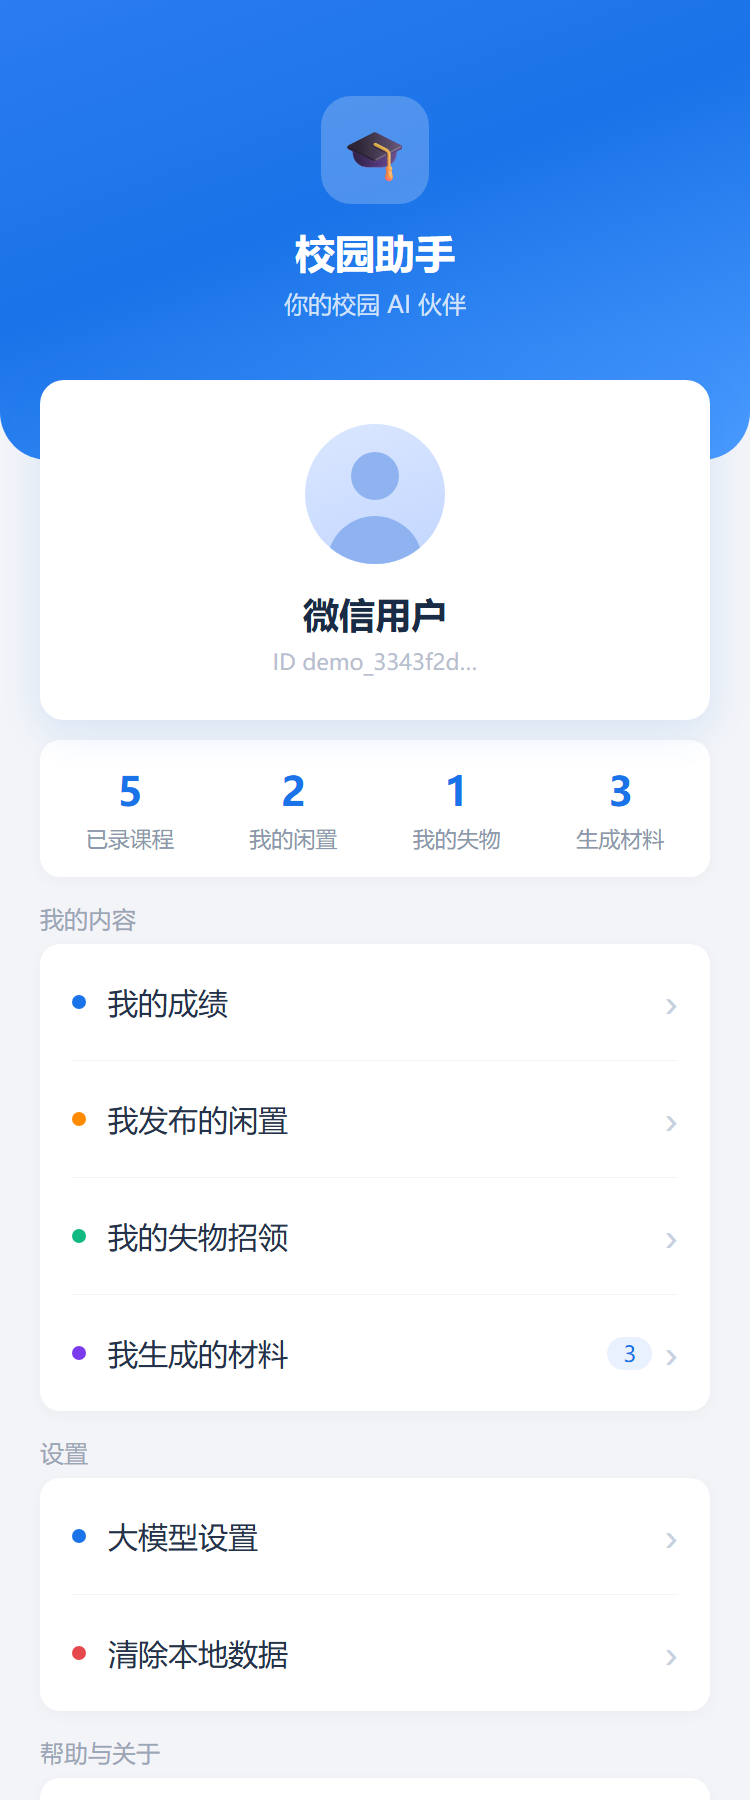 校园助手
你的校园 AI 伙伴
微信用户
ID demo_3343f2d...
5 2 1 3
已录课程 我的闲置 我的失物 生成材料
我的内容
我的成绩 ›
我发布的闲置 ›
我的失物招领 ›
我生成的材料 3 ›
设置
大模型设置 ›
清除本地数据 ›
帮助与关于